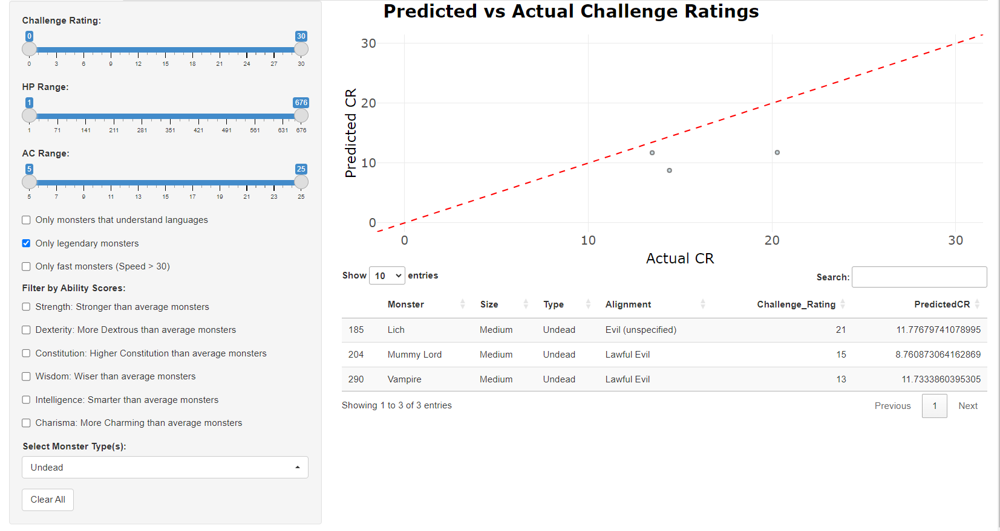 Challenge Rating:
0 30
0 3 6 9 12 15 18 21 24 27 30
HP Range:
1 676
1 71 141 211 281 351 421 491 561 631 676
AC Range:
5 25
5 7 9 11 13 15 17 19 21 23 25
Only monsters that understand languages
Only legendary monsters
Only fast monsters (Speed > 30)
Filter by Ability Scores:
Strength: Stronger than average monsters
Dexterity: More Dextrous than average monsters
Constitution: Higher Constitution than average monsters
Wisdom: Wiser than average monsters
Intelligence: Smarter than average monsters
Charisma: More Charming than average monsters
Select Monster Type(s):
Undead
Clear All
Predicted vs Actual Challenge Ratings
Predicted CR
30
20
10
0
0 10 20 30
Actual CR
Show 10 entries
Search:
Monster Size Type Alignment Challenge_Rating PredictedCR
185 Lich Medium Undead Evil (unspecified) 21 11.77679741078995
204 Mummy Lord Medium Undead Lawful Evil 15 8.760873064162869
290 Vampire Medium Undead Lawful Evil 13 11.7333860395305
Showing 1 to 3 of 3 entries
Previous 1 Next